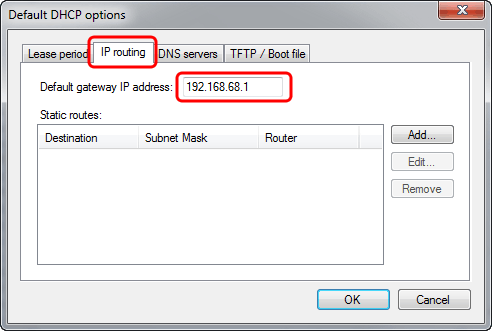 Default DHCP options
Lease period IP routing DNS servers TFTP / Boot file
Default gateway IP address: 192.168.68.1
Static routes:
Destination Subnet Mask Router
Add...
Edit...
Remove
OK Cancel